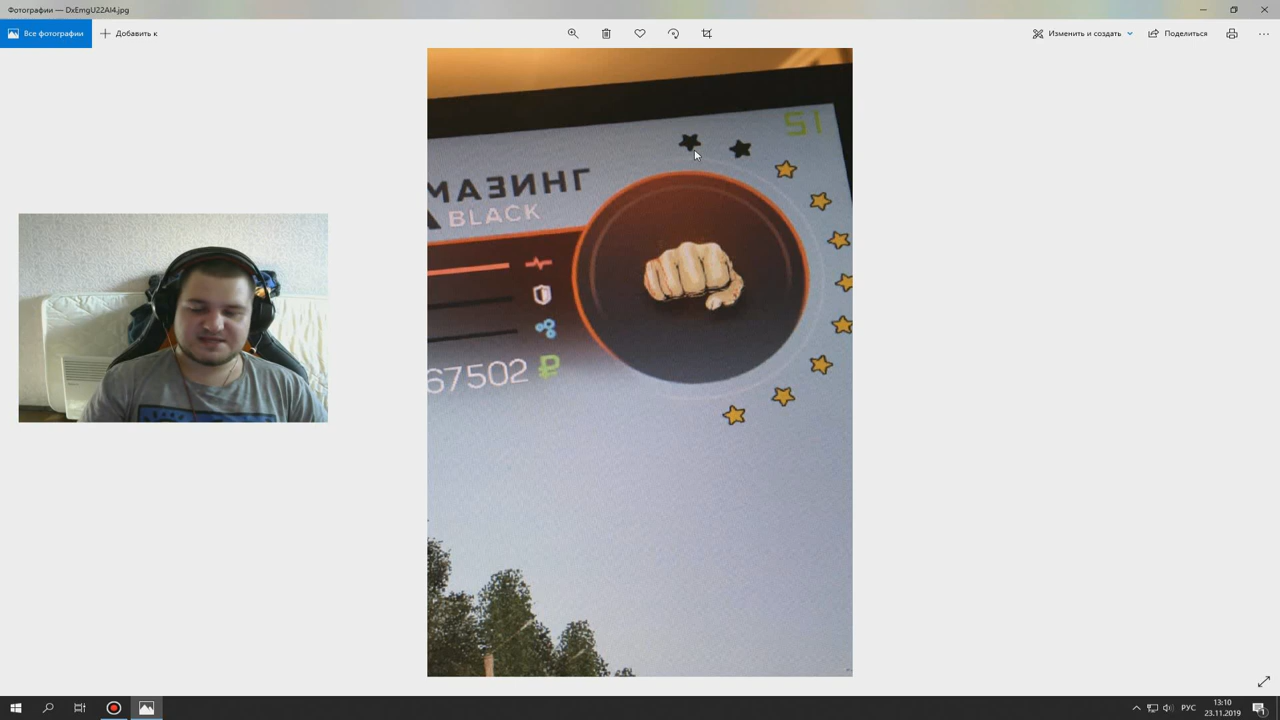 Фотографии — DxEmgU22AI4.jpg
Все фотографии
Добавить к
Изменить и создать
Поделиться
51
МАЗИНГ
BLACK
67502 ₽
РУС
13:10
23.11.2019
1